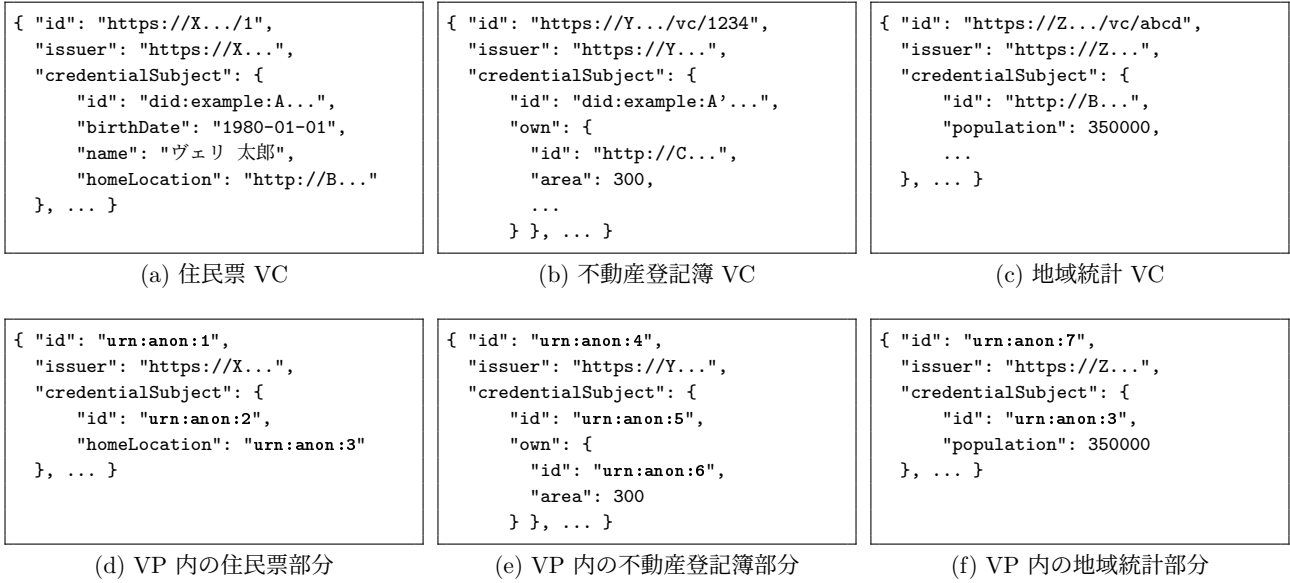 { "id": "https://X.../1",
  "issuer": "https://X...",
  "credentialSubject": {
      "id": "did:example:A...",
      "birthDate": "1980-01-01",
      "name": "ヴェリ 太郎",
      "homeLocation": "http://B..."
  }, ... }
(a) 住民票 VC
{ "id": "https://Y.../vc/1234",
  "issuer": "https://Y...",
  "credentialSubject": {
      "id": "did:example:A’...",
      "own": {
        "id": "http://C...",
        "area": 300,
        ...
      } }, ... }
(b) 不動産登記簿 VC
{ "id": "https://Z.../vc/abcd",
  "issuer": "https://Z...",
  "credentialSubject": {
      "id": "http://B...",
      "population": 350000,
      ...
  }, ... }
(c) 地域統計 VC
{ "id": "urn:anon:1",
  "issuer": "https://X...",
  "credentialSubject": {
      "id": "urn:anon:2",
      "homeLocation": "urn:anon:3"
  }, ... }
(d) VP 内の住民票部分
{ "id": "urn:anon:4",
  "issuer": "https://Y...",
  "credentialSubject": {
      "id": "urn:anon:5",
      "own": {
        "id": "urn:anon:6",
        "area": 300
      } }, ... }
(e) VP 内の不動産登記簿部分
{ "id": "urn:anon:7",
  "issuer": "https://Z...",
  "credentialSubject": {
      "id": "urn:anon:3",
      "population": 350000
  }, ... }
(f) VP 内の地域統計部分